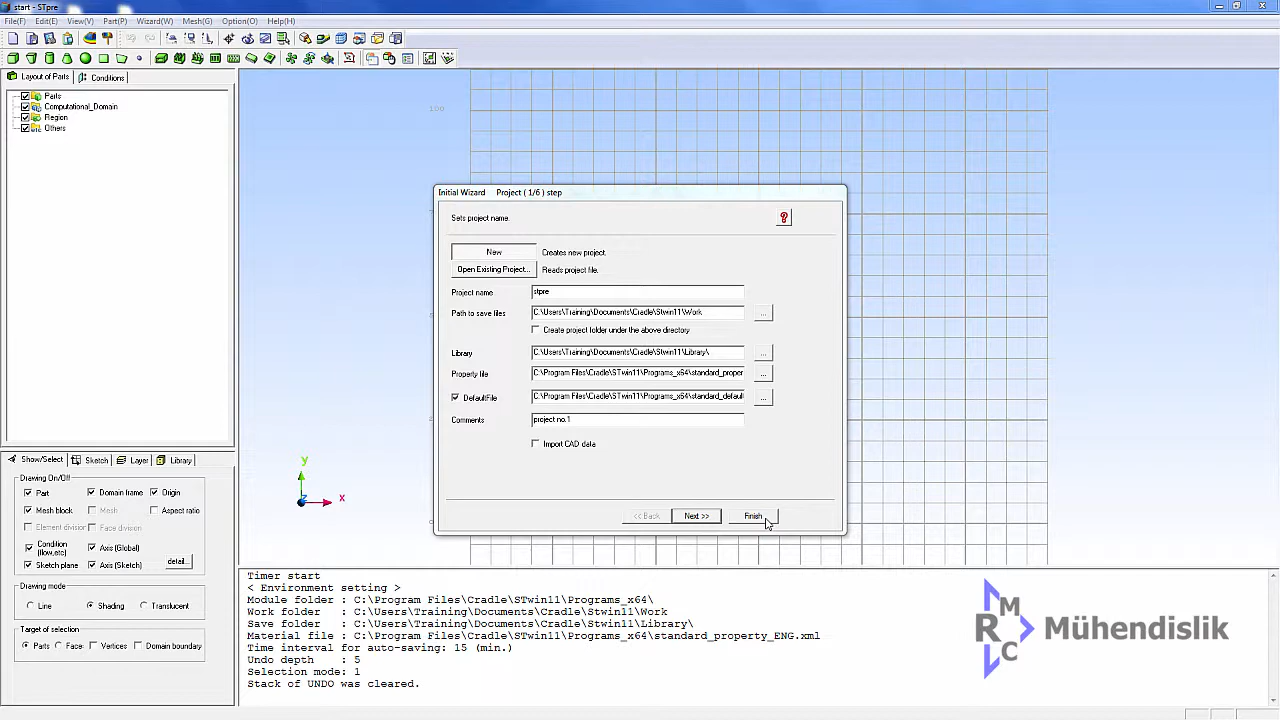 start - STpre
File(F) Edit(E) View(V) Part(P) Wizard(W) Mesh(G) Option(O) Help(H)
Layout of Parts Conditions
Parts
Computational_Domain
Region
Others
100
Initial Wizard Project ( 1/6 ) step
Sets project name.
New Creates new project.
Open Existing Project... Reads project file.
Project name stpre
Path to save files C:\Users\Training\Documents\Cradle\Stwin11\Work ...
Create project folder under the above directory
Library C:\Users\Training\Documents\Cradle\Stwin11\Library\ ...
Property file C:\Program Files\Cradle\STwin11\Programs_x64\standard_proper ...
DefaultFile C:\Program Files\Cradle\STwin11\Programs_x64\standard_default ...
Comments project no.1
Import CAD data
<< Back Next >> Finish
y
z
x
Show/Select Sketch Layer Library
Drawing On/Off
Part Domain frame Origin
Mesh block Mesh Aspect ratio
Element division Face division
Condition (flow,etc) Axis (Global)
Sketch plane Axis (Sketch) detail...
Drawing mode
Line Shading Translucent
Target of selection
Parts Face Vertices Domain boundary
Timer start
< Environment setting >
Module folder : C:\Program Files\Cradle\STwin11\Programs_x64\
Work folder : C:\Users\Training\Documents\Cradle\Stwin11\Work
: C:\Users\Training\Documents\Cradle\Stwin11\Library\
Material file : C:\Program Files\Cradle\STwin11\Programs_x64\standard_property_ENG.xml
Time interval for auto-saving: 15 (min.)
Undo depth : 5
Selection mode: 1
Stack of UNDO was cleared.
MRC Mühendislik